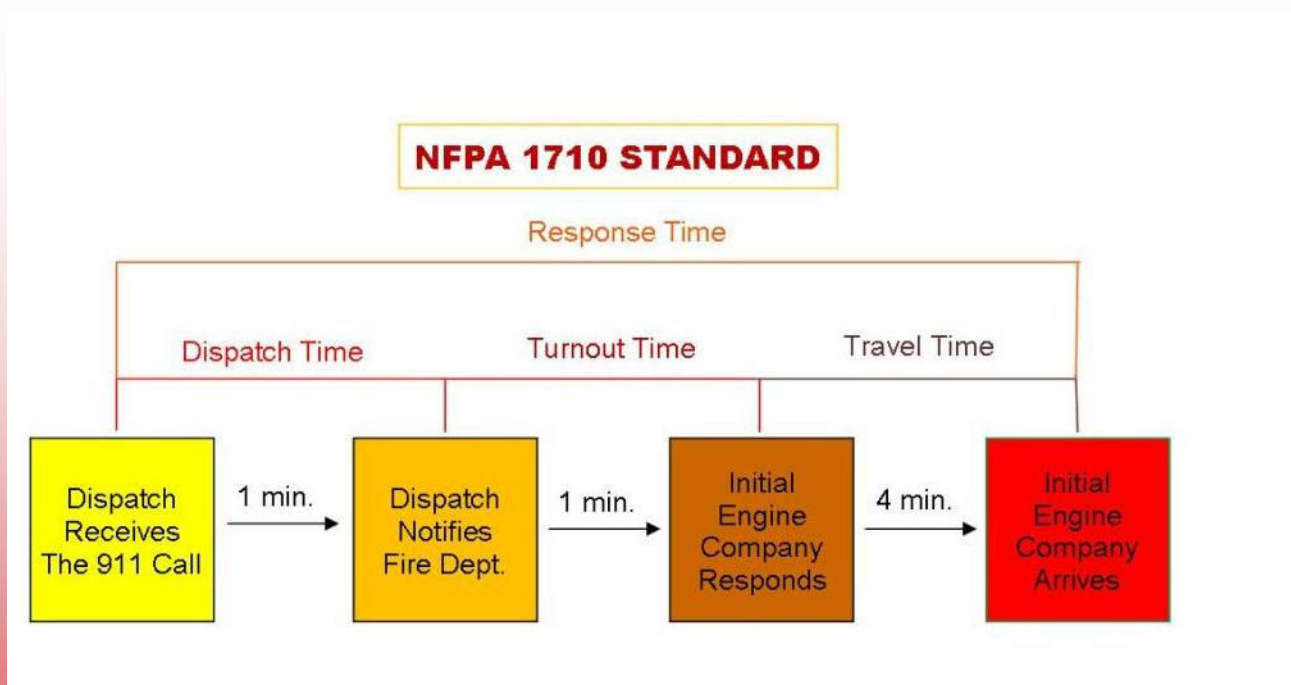 NFPA 1710 STANDARD
Response Time
Dispatch Time
Turnout Time
Travel Time
Dispatch
Receives
The 911 Call
1 min.
Dispatch
Notifies
Fire Dept.
1 min.
Initial
Engine
Company
Responds
4 min.
Initial
Engine
Company
Arrives